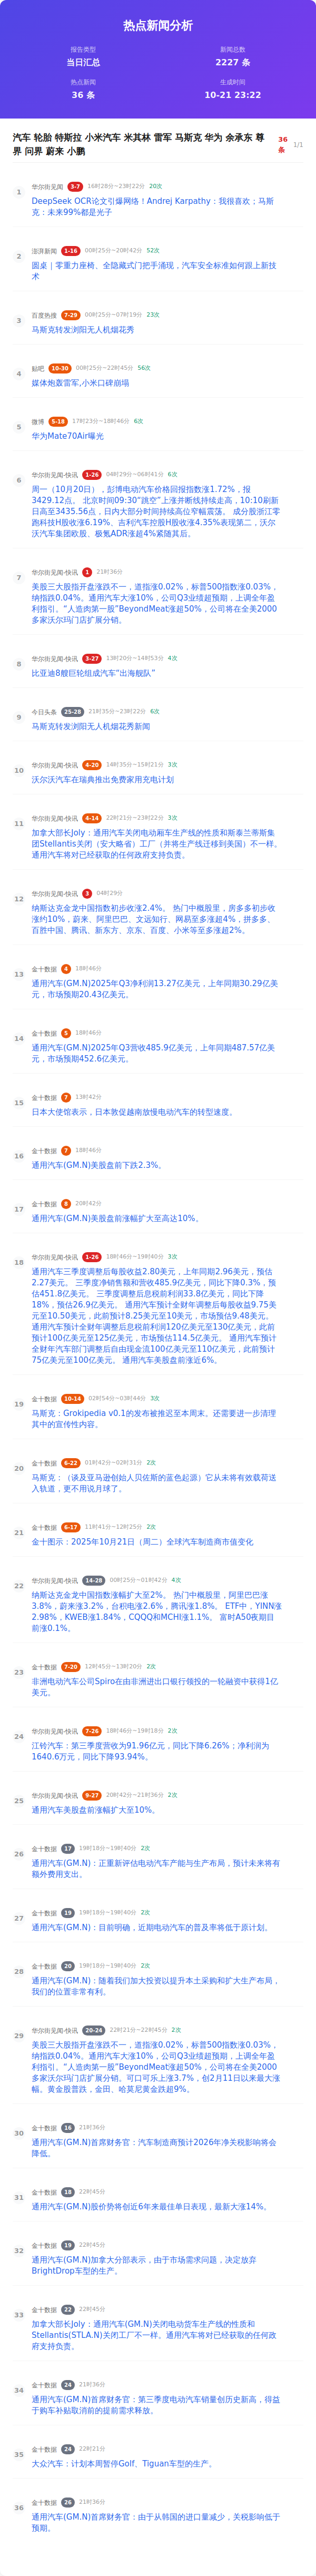 热点新闻分析
报告类型
当日汇总
新闻总数
2227 条
热点新闻
36 条
生成时间
10-21 23:22
汽车 轮胎 特斯拉 小米汽车 米其林 雷军 马斯克 华为 余承东 尊
界 问界 蔚来 小鹏
36
条
1/1
1
华尔街见闻 3-7 16时28分~23时22分 20次
DeepSeek OCR论文引爆网络！Andrej Karpathy：我很喜欢；马斯
克：未来99%都是光子
2
澎湃新闻 1-16 00时25分~20时42分 52次
圆桌｜零重力座椅、全隐藏式门把手涌现，汽车安全标准如何跟上新技
术
3
百度热搜 7-29 00时25分~07时19分 23次
马斯克转发浏阳无人机烟花秀
4
贴吧 10-30 00时25分~22时45分 56次
媒体炮轰雷军,小米口碑崩塌
5
微博 5-18 17时23分~18时46分 6次
华为Mate70Air曝光
6
华尔街见闻-快讯 1-26 04时29分~06时41分 6次
周一（10月20日），彭博电动汽车价格回报指数涨1.72%，报
3429.12点。 北京时间09:30“跳空”上涨并断线持续走高，10:10刷新
日高至3435.56点，日内大部分时间持续高位窄幅震荡。 成分股浙江零
跑科技H股收涨6.19%、吉利汽车控股H股收涨4.35%表现第二，沃尔
沃汽车集团欧股、极氪ADR涨超4%紧随其后。
7
华尔街见闻-快讯 1 21时36分
美股三大股指开盘涨跌不一，道指涨0.02%，标普500指数涨0.03%，
纳指跌0.04%。通用汽车大涨10%，公司Q3业绩超预期，上调全年盈
利指引。“人造肉第一股”BeyondMeat涨超50%，公司将在全美2000
多家沃尔玛门店扩展分销。
8
华尔街见闻-快讯 3-27 13时20分~14时53分 4次
比亚迪8艘巨轮组成汽车“出海舰队”
9
今日头条 25-28 21时35分~23时22分 6次
马斯克转发浏阳无人机烟花秀新闻
10
华尔街见闻-快讯 4-20 14时35分~15时21分 3次
沃尔沃汽车在瑞典推出免费家用充电计划
11
华尔街见闻-快讯 4-14 22时21分~23时22分 3次
加拿大部长Joly：通用汽车关闭电动厢车生产线的性质和斯泰兰蒂斯集
团Stellantis关闭（安大略省）工厂（并将生产线迁移到美国）不一样。
通用汽车将对已经获取的任何政府支持负责。
12
华尔街见闻-快讯 3 04时29分
纳斯达克金龙中国指数初步收涨2.4%。 热门中概股里，房多多初步收
涨约10%，蔚来、阿里巴巴、文远知行、网易至多涨超4%，拼多多、
百胜中国、腾讯、新东方、京东、百度、小米等至多涨超2%。
13
金十数据 4 18时46分
通用汽车(GM.N)2025年Q3净利润13.27亿美元，上年同期30.29亿美
元，市场预期20.43亿美元。
14
金十数据 5 18时46分
通用汽车(GM.N)2025年Q3营收485.9亿美元，上年同期487.57亿美
元，市场预期452.6亿美元。
15
金十数据 7 13时42分
日本大使馆表示，日本敦促越南放慢电动汽车的转型速度。
16
金十数据 7 18时46分
通用汽车(GM.N)美股盘前下跌2.3%。
17
金十数据 8 20时42分
通用汽车(GM.N)美股盘前涨幅扩大至高达10%。
18
华尔街见闻-快讯 1-26 18时46分~19时40分 3次
通用汽车三季度调整后每股收益2.80美元，上年同期2.96美元，预估
2.27美元。 三季度净销售额和营收485.9亿美元，同比下降0.3%，预
估451.8亿美元。 三季度调整后息税前利润33.8亿美元，同比下降
18%，预估26.9亿美元。 通用汽车预计全财年调整后每股收益9.75美
元至10.50美元，此前预计8.25美元至10美元，市场预估9.48美元。
通用汽车预计全财年调整后息税前利润120亿美元至130亿美元，此前
预计100亿美元至125亿美元，市场预估114.5亿美元。 通用汽车预计
全财年汽车部门调整后自由现金流100亿美元至110亿美元，此前预计
75亿美元至100亿美元。 通用汽车美股盘前涨近6%。
19
金十数据 10-14 02时54分~03时44分 3次
马斯克：Grokipedia v0.1的发布被推迟至本周末。还需要进一步清理
其中的宣传性内容。
20
金十数据 6-22 01时42分~02时31分 2次
马斯克：（谈及亚马逊创始人贝佐斯的蓝色起源）它从未将有效载荷送
入轨道，更不用说月球了。
21
金十数据 6-17 11时41分~12时25分 2次
金十图示：2025年10月21日（周二）全球汽车制造商市值变化
22
华尔街见闻-快讯 14-28 00时25分~01时42分 4次
纳斯达克金龙中国指数涨幅扩大至2%。 热门中概股里，阿里巴巴涨
3.8%，蔚来涨3.2%，台积电涨2.6%，腾讯涨1.8%。 ETF中，YINN涨
2.98%，KWEB涨1.84%，CQQQ和MCHI涨1.1%。 富时A50夜期目
前涨0.1%。
23
金十数据 7-20 12时45分~13时20分 2次
非洲电动汽车公司Spiro在由非洲进出口银行领投的一轮融资中获得1亿
美元。
24
华尔街见闻-快讯 7-26 18时46分~19时18分 2次
江铃汽车：第三季度营收为91.96亿元，同比下降6.26%；净利润为
1640.6万元，同比下降93.94%。
25
华尔街见闻-快讯 9-27 20时42分~21时36分 2次
通用汽车美股盘前涨幅扩大至10%。
26
金十数据 17 19时18分~19时40分 2次
通用汽车(GM.N)：正重新评估电动汽车产能与生产布局，预计未来将有
额外费用支出。
27
金十数据 19 19时18分~19时40分 2次
通用汽车(GM.N)：目前明确，近期电动汽车的普及率将低于原计划。
28
金十数据 20 19时18分~19时40分 2次
通用汽车(GM.N)：随着我们加大投资以提升本土采购和扩大生产布局，
我们的位置非常有利。
29
华尔街见闻-快讯 20-24 22时21分~22时45分 2次
美股三大股指开盘涨跌不一，道指涨0.02%，标普500指数涨0.03%，
纳指跌0.04%。通用汽车大涨10%，公司Q3业绩超预期，上调全年盈
利指引。“人造肉第一股”BeyondMeat涨超50%，公司将在全美2000
多家沃尔玛门店扩展分销。可口可乐上涨3.7%，创2月11日以来最大涨
幅。黄金股普跌，金田、哈莫尼黄金跌超9%。
30
金十数据 16 21时36分
通用汽车(GM.N)首席财务官：汽车制造商预计2026年净关税影响将会
降低。
31
金十数据 18 22时45分
通用汽车(GM.N)股价势将创近6年来最佳单日表现，最新大涨14%。
32
金十数据 19 22时45分
通用汽车(GM.N)加拿大分部表示，由于市场需求问题，决定放弃
BrightDrop车型的生产。
33
金十数据 22 22时45分
加拿大部长Joly：通用汽车(GM.N)关闭电动货车生产线的性质和
Stellantis(STLA.N)关闭工厂不一样。通用汽车将对已经获取的任何政
府支持负责。
34
金十数据 24 21时36分
通用汽车(GM.N)首席财务官：第三季度电动汽车销量创历史新高，得益
于购车补贴取消前的提前需求释放。
35
金十数据 24 22时21分
大众汽车：计划本周暂停Golf、Tiguan车型的生产。
36
金十数据 26 21时36分
通用汽车(GM.N)首席财务官：由于从韩国的进口量减少，关税影响低于
预期。